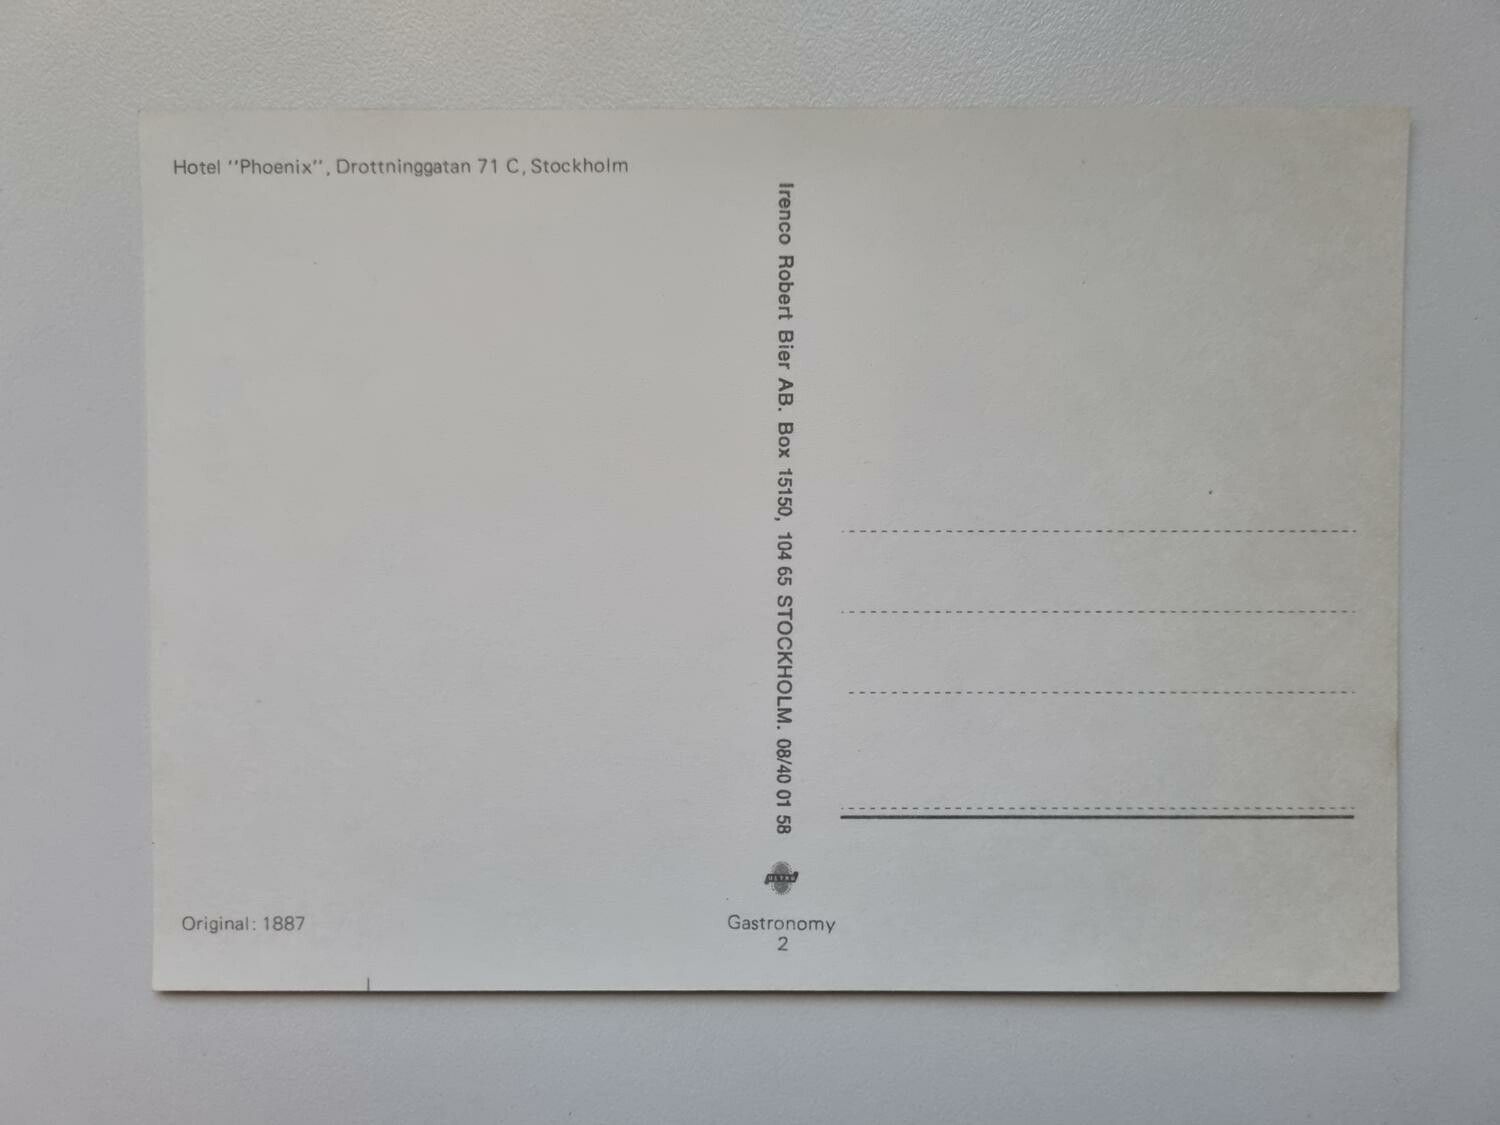 Hotel "Phoenix", Drottninggatan 71 C, Stockholm
Irenco Robert Bier AB. Box 15150, 104 65 STOCKHOLM. 08/40 01 58
ULTRA
Original: 1887
Gastronomy
2